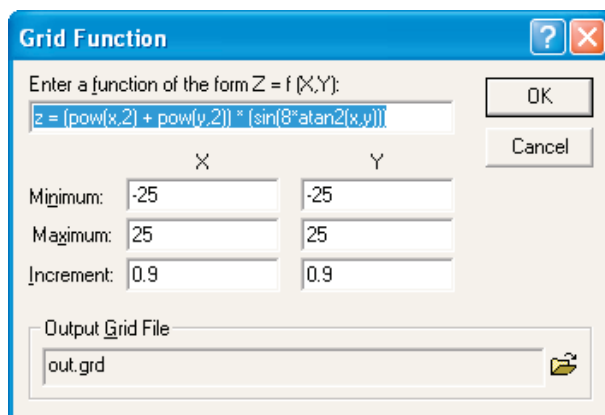 Grid Function
Enter a function of the form Z = f (X,Y):
z = (pow(x,2) + pow(y,2)) * (sin(8*atan2(x,y)))
OK
Cancel
X Y
Minimum: -25 -25
Maximum: 25 25
Increment: 0.9 0.9
Output Grid File
out.grd